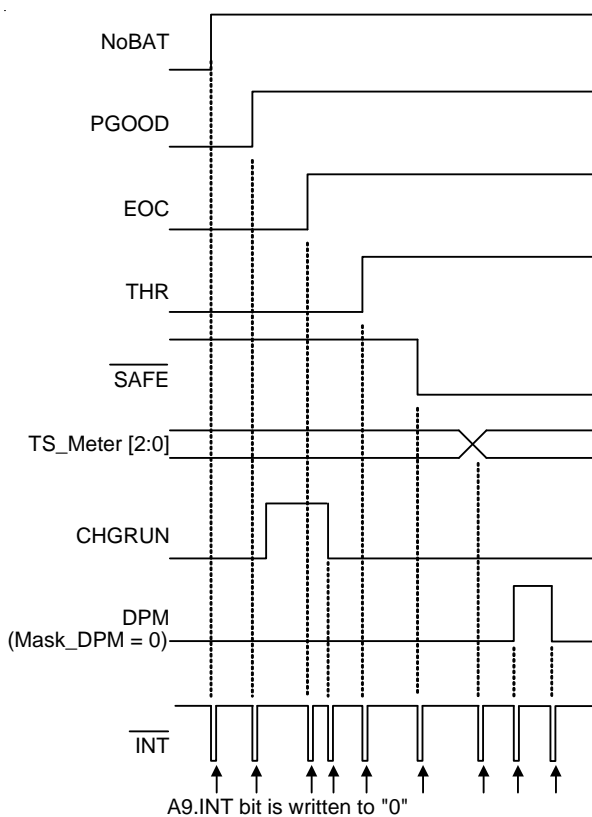 NoBAT
PGOOD
EOC
THR
SAFE
TS_Meter [2:0]
CHGRUN
DPM
(Mask_DPM = 0)
INT
A9.INT bit is written to "0"